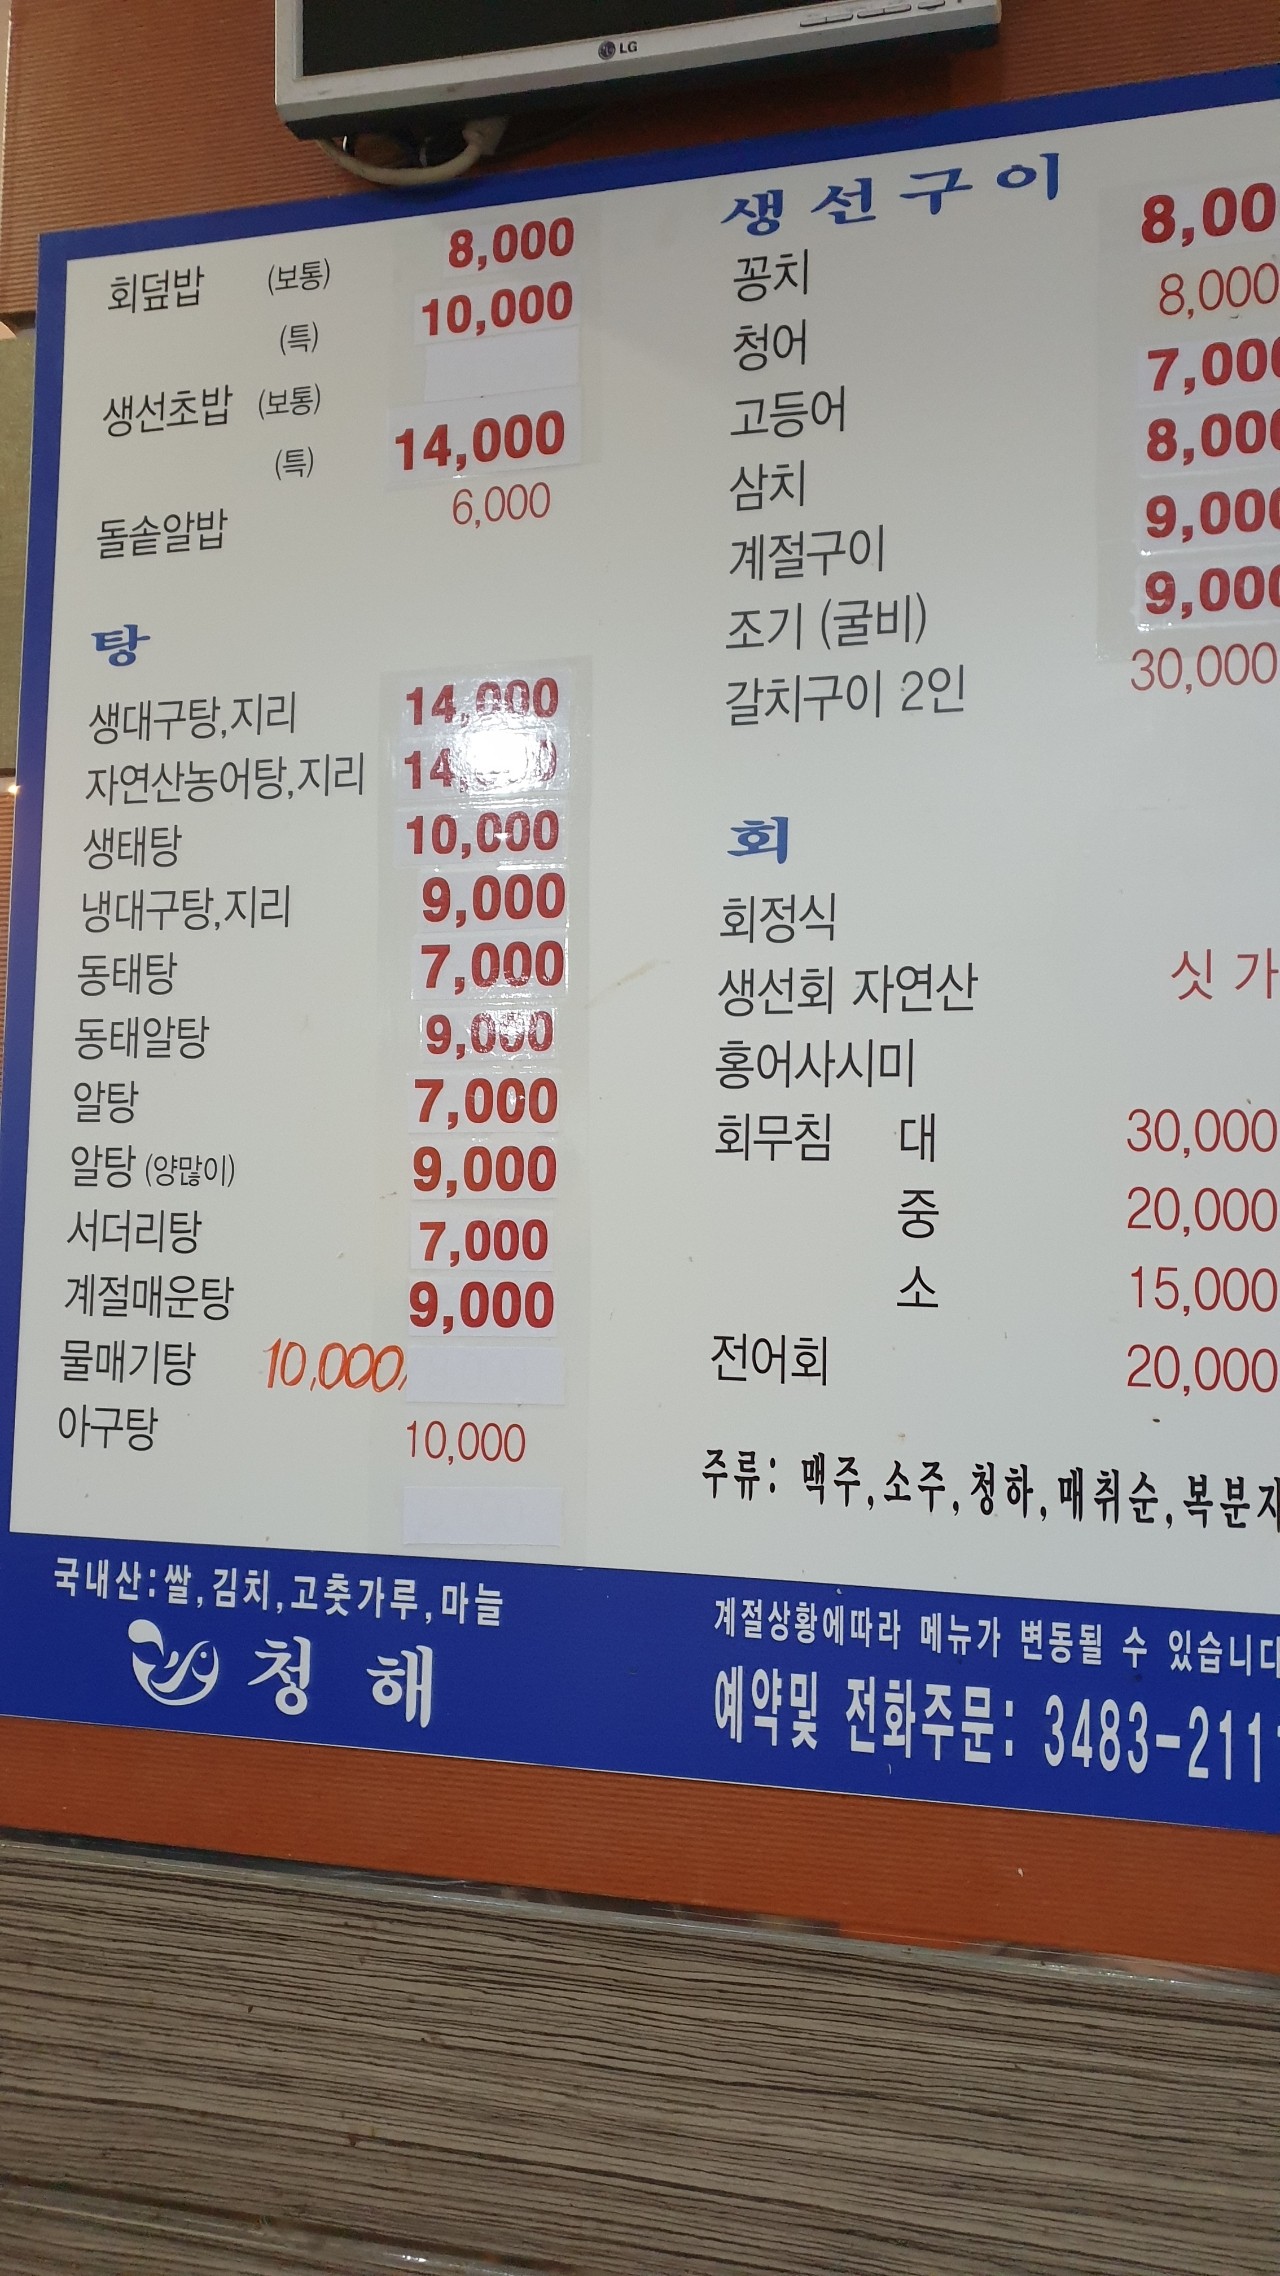 LG
회덮밥 (보통) 8,000
(특) 10,000
생선초밥 (보통)
(특) 14,000
돌솥알밥 6,000
탕
생대구탕,지리 14,000
자연산농어탕,지리 14,000
생태탕 10,000
냉대구탕,지리 9,000
동태탕 7,000
동태알탕 9,000
알탕 7,000
알탕 (양많이) 9,000
서더리탕 7,000
계절매운탕 9,000
물매기탕 10,000
아구탕 10,000
생선구이
꽁치 8,00
청어 8,000
고등어 7,000
삼치 8,000
계절구이 9,000
조기 (굴비) 9,000
갈치구이 2인 30,000
회
회정식
생선회 자연산 싯가
홍어사시미
회무침 대 30,000
중 20,000
소 15,000
전어회 20,000
주류: 맥주,소주,청하,매취순,복분자
국내산:쌀,김치,고춧가루,마늘
청해
계절상황에따라 메뉴가 변동될 수 있습니다
예약및 전화주문: 3483-211